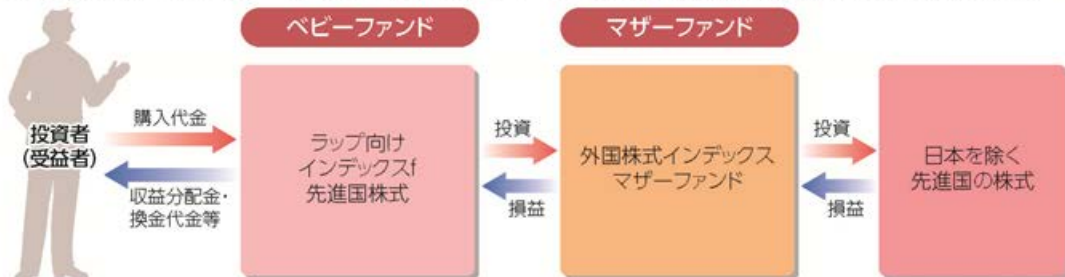 ベビーファンド
マザーファンド
投資者
(受益者)
購入代金
収益分配金・
換金代金等
ラップ向け
インデックスf
先進国株式
投資
損益
外国株式インデックス
マザーファンド
投資
損益
日本を除く
先進国の株式